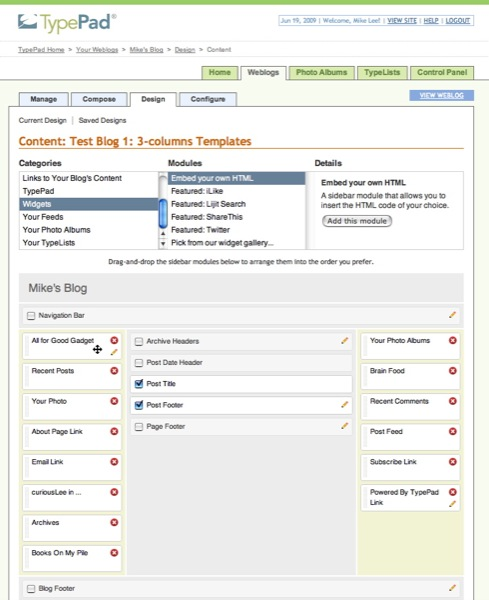 TypePad
Jun 19, 2009 | Welcome, Mike Lee! | VIEW SITE | HELP | LOGOUT
TypePad Home > Your Weblogs > Mike's Blog > Design > Content
Home Weblogs Photo Albums TypeLists Control Panel
Manage Compose Design Configure VIEW WEBLOG
Current Design | Saved Designs
Content: Test Blog 1: 3-columns Templates
Categories Modules Details
Links to Your Blog's Content
TypePad
Widgets
Your Feeds
Your Photo Albums
Your TypeLists
Embed your own HTML
Featured: iLike
Featured: Lijit Search
Featured: ShareThis
Featured: Twitter
Pick from our widget gallery...
Embed your own HTML
A sidebar module that allows you to
insert the HTML code of your choice.
Add this module
Drag-and-drop the sidebar modules below to arrange them into the order you prefer.
Mike's Blog
Navigation Bar
All for Good Gadget
Recent Posts
Your Photo
About Page Link
Email Link
curiousLee in ...
Archives
Books On My Pile
Archive Headers
Post Date Header
Post Title
Post Footer
Page Footer
Your Photo Albums
Brain Food
Recent Comments
Post Feed
Subscribe Link
Powered By TypePad
Link
Blog Footer